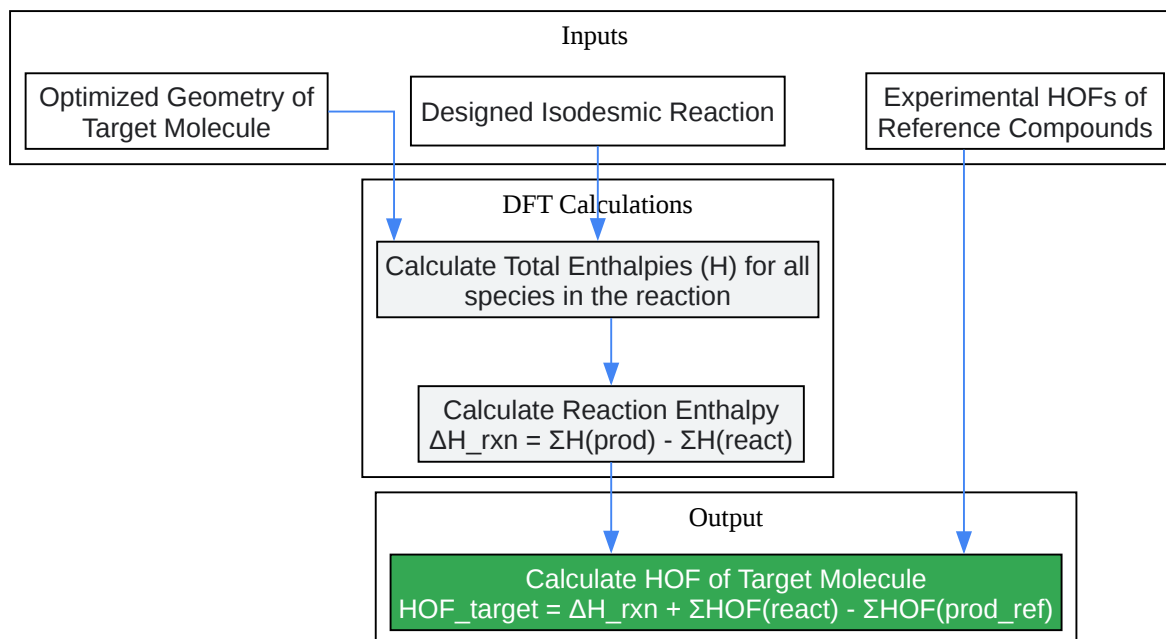 Inputs
Optimized Geometry of
Target Molecule
Designed Isodesmic Reaction
Experimental HOFs of
Reference Compounds
DFT Calculations
Calculate Total Enthalpies (H) for all
species in the reaction
Calculate Reaction Enthalpy
ΔH_rxn = ΣH(prod) - ΣH(react)
Output
Calculate HOF of Target Molecule
HOF_target = ΔH_rxn + ΣHOF(react) - ΣHOF(prod_ref)